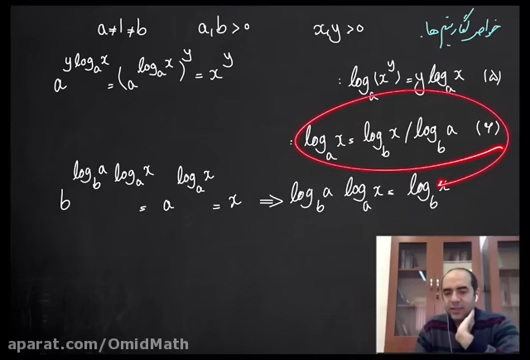 خواص لگاریتم‌ها. x,y > 0 a,b > 0 a ≠ 1 ≠ b
(۵) log_a(x^y) = y log_a x :
a^{y log_a x} = (a^{log_a x})^y = x^y
(۶) log_a x = log_b x / log_b a :
b^{log_b a log_a x} = a^{log_a x} = x ⟹ log_b a log_a x = log_b x
aparat.com/OmidMath